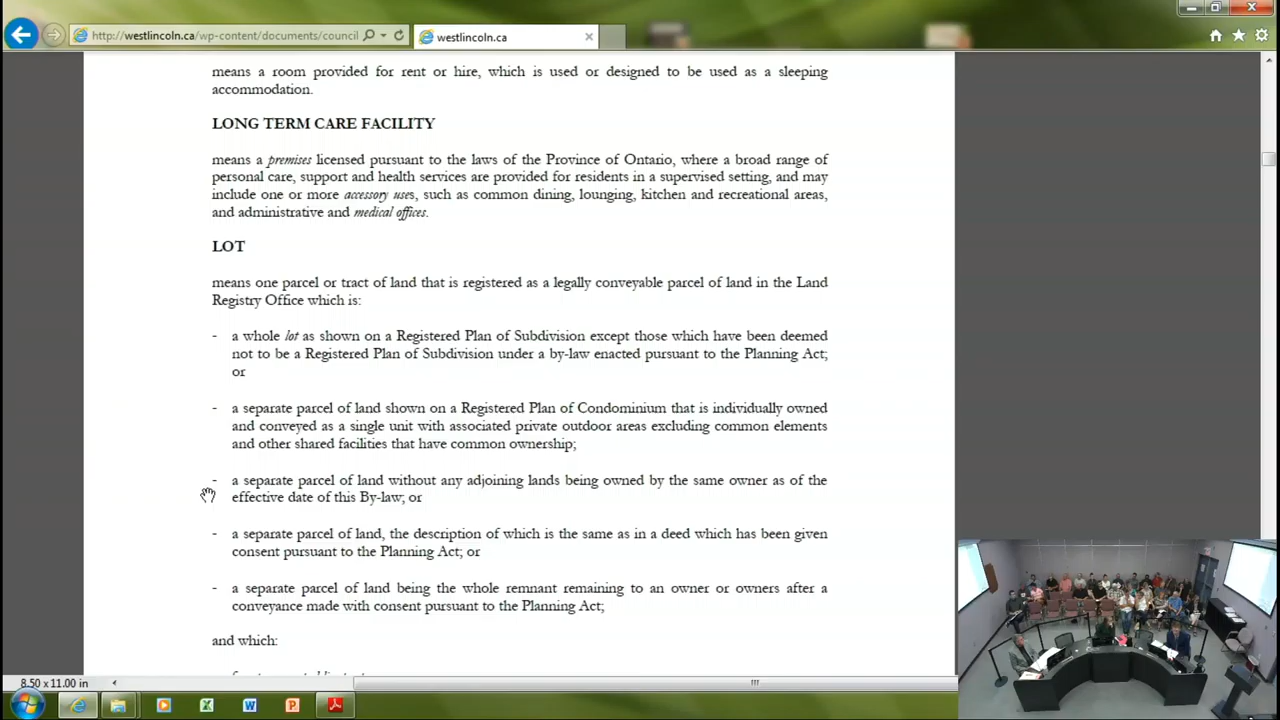 http://westlincoln.ca/wp-content/documents/council
westlincoln.ca
means a room provided for rent or hire, which is used or designed to be used as a sleeping
accommodation.
LONG TERM CARE FACILITY
means a premises licensed pursuant to the laws of the Province of Ontario, where a broad range of
personal care, support and health services are provided for residents in a supervised setting, and may
include one or more accessory uses, such as common dining, lounging, kitchen and recreational areas,
and administrative and medical offices.
LOT
means one parcel or tract of land that is registered as a legally conveyable parcel of land in the Land
Registry Office which is:
- a whole lot as shown on a Registered Plan of Subdivision except those which have been deemed
not to be a Registered Plan of Subdivision under a by-law enacted pursuant to the Planning Act;
or
- a separate parcel of land shown on a Registered Plan of Condominium that is individually owned
and conveyed as a single unit with associated private outdoor areas excluding common elements
and other shared facilities that have common ownership;
- a separate parcel of land without any adjoining lands being owned by the same owner as of the
effective date of this By-law; or
- a separate parcel of land, the description of which is the same as in a deed which has been given
consent pursuant to the Planning Act; or
- a separate parcel of land being the whole remnant remaining to an owner or owners after a
conveyance made with consent pursuant to the Planning Act;
and which:
8.50 x 11.00 in